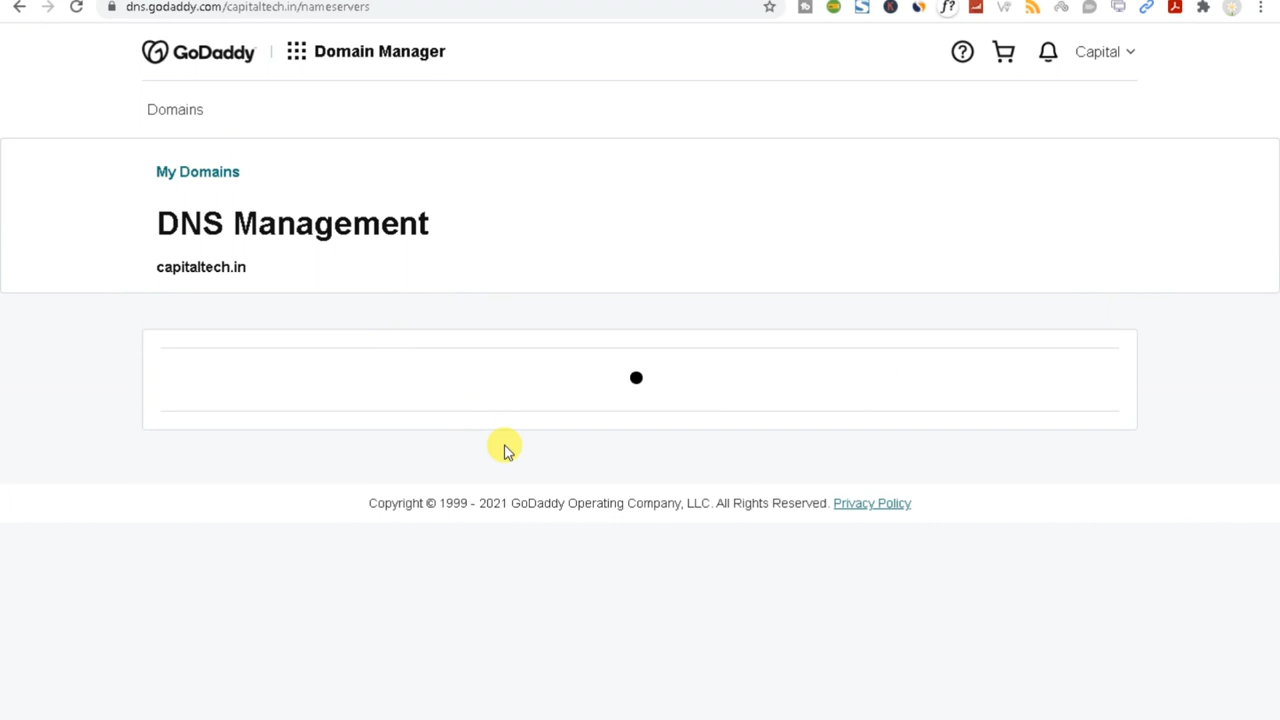 dns.godaddy.com/capitaltech.in/nameservers
GoDaddy
Domain Manager
Capital
Domains
My Domains
DNS Management
capitaltech.in
Copyright © 1999 - 2021 GoDaddy Operating Company, LLC. All Rights Reserved. Privacy Policy